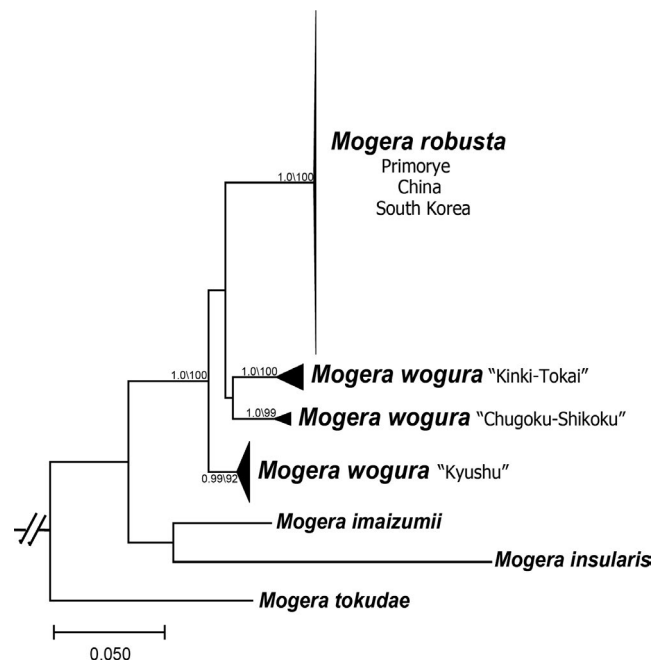 Mogera robusta
Primorye
China
South Korea
1.0\100
1.0\100
Mogera wogura "Kinki-Tokai"
1.0\100
1.0\99
Mogera wogura "Chugoku-Shikoku"
0.99\92
Mogera wogura "Kyushu"
Mogera imaizumii
Mogera insularis
Mogera tokudae
0.050